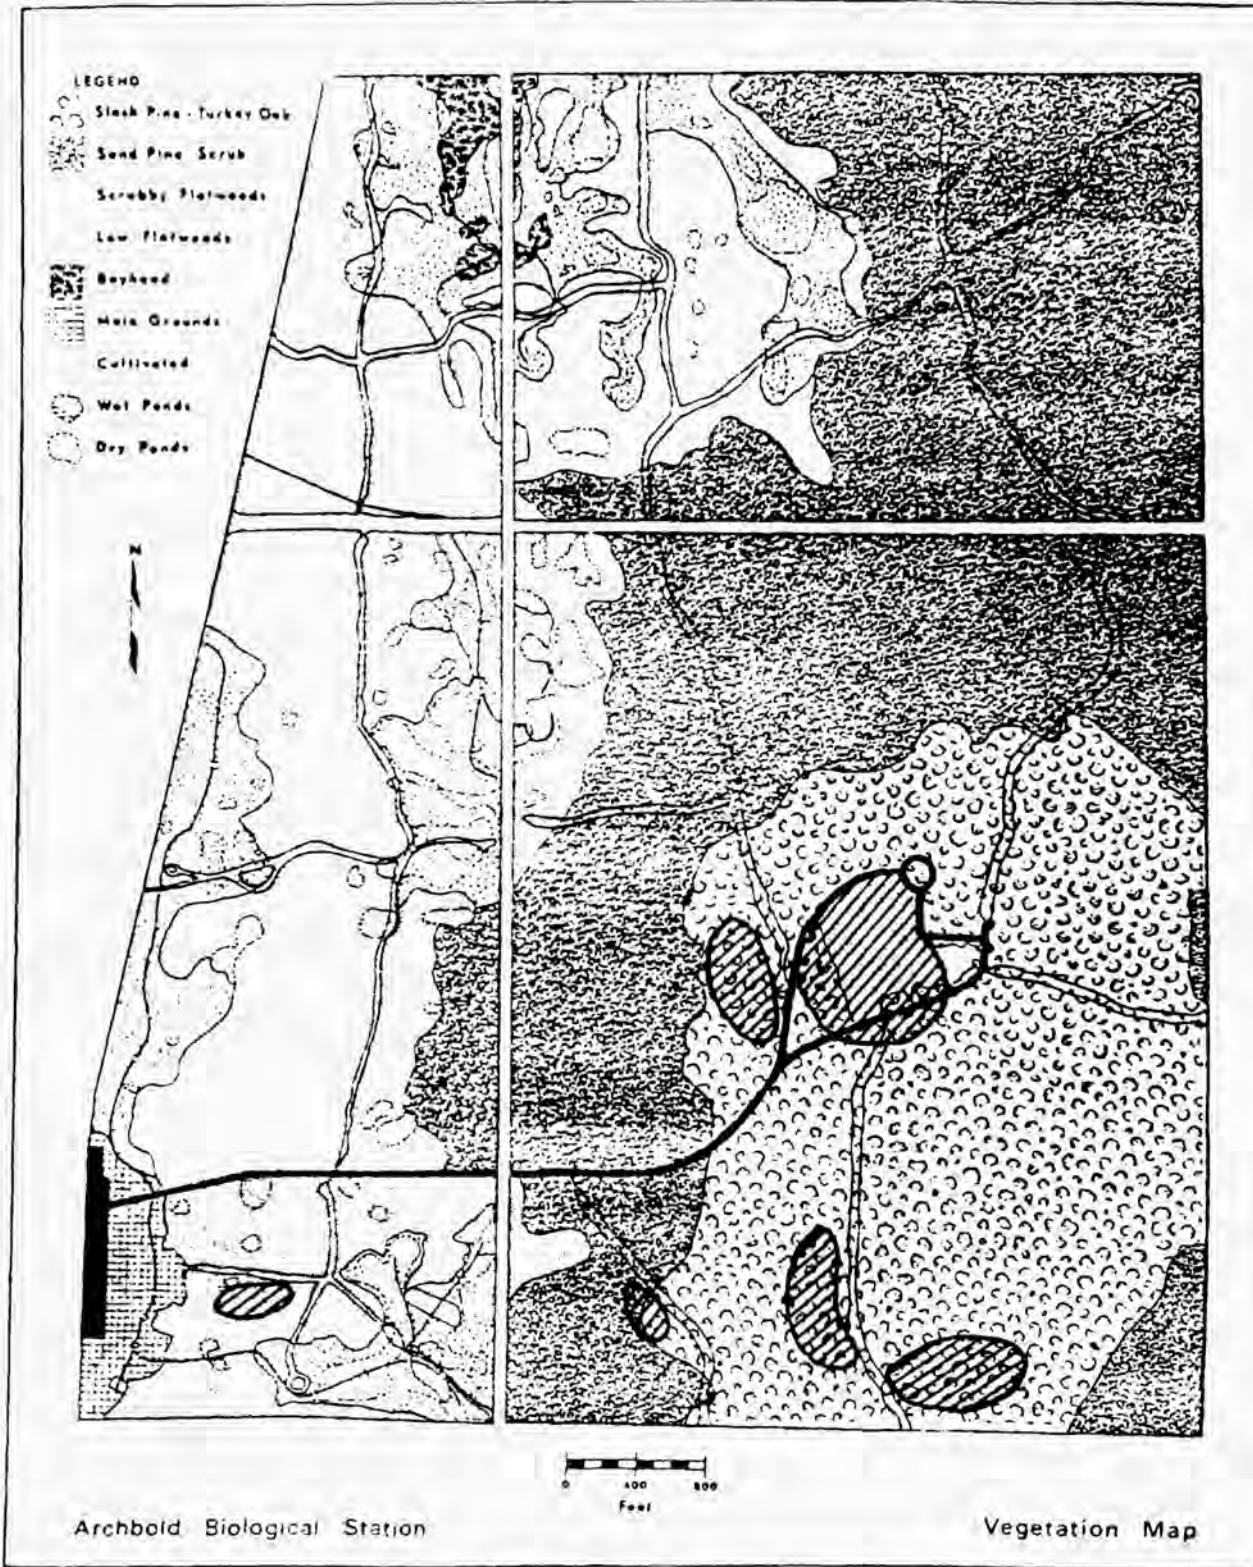 LEGEND
Slash Pine - Turkey Oak
Sand Pine Scrub
Scrubby Flatwoods
Low Flatwoods
Bayhead
Main Grounds
Cultivated
Wet Ponds
Dry Ponds
N
0 400 800
Feet
Archbold Biological Station
Vegetation Map